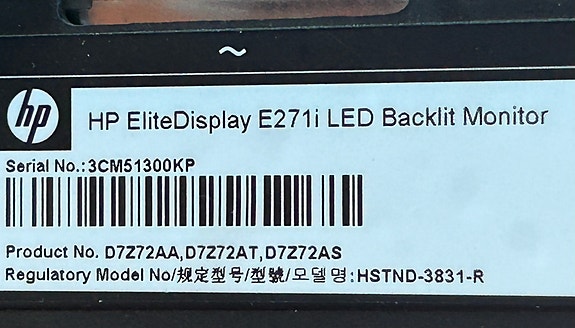 ~
hp
HP EliteDisplay E271i LED Backlit Monitor
Serial No.:3CM51300KP
Product No. D7Z72AA,D7Z72AT,D7Z72AS
Regulatory Model No/规定型号/型號/모델명:HSTND-3831-R